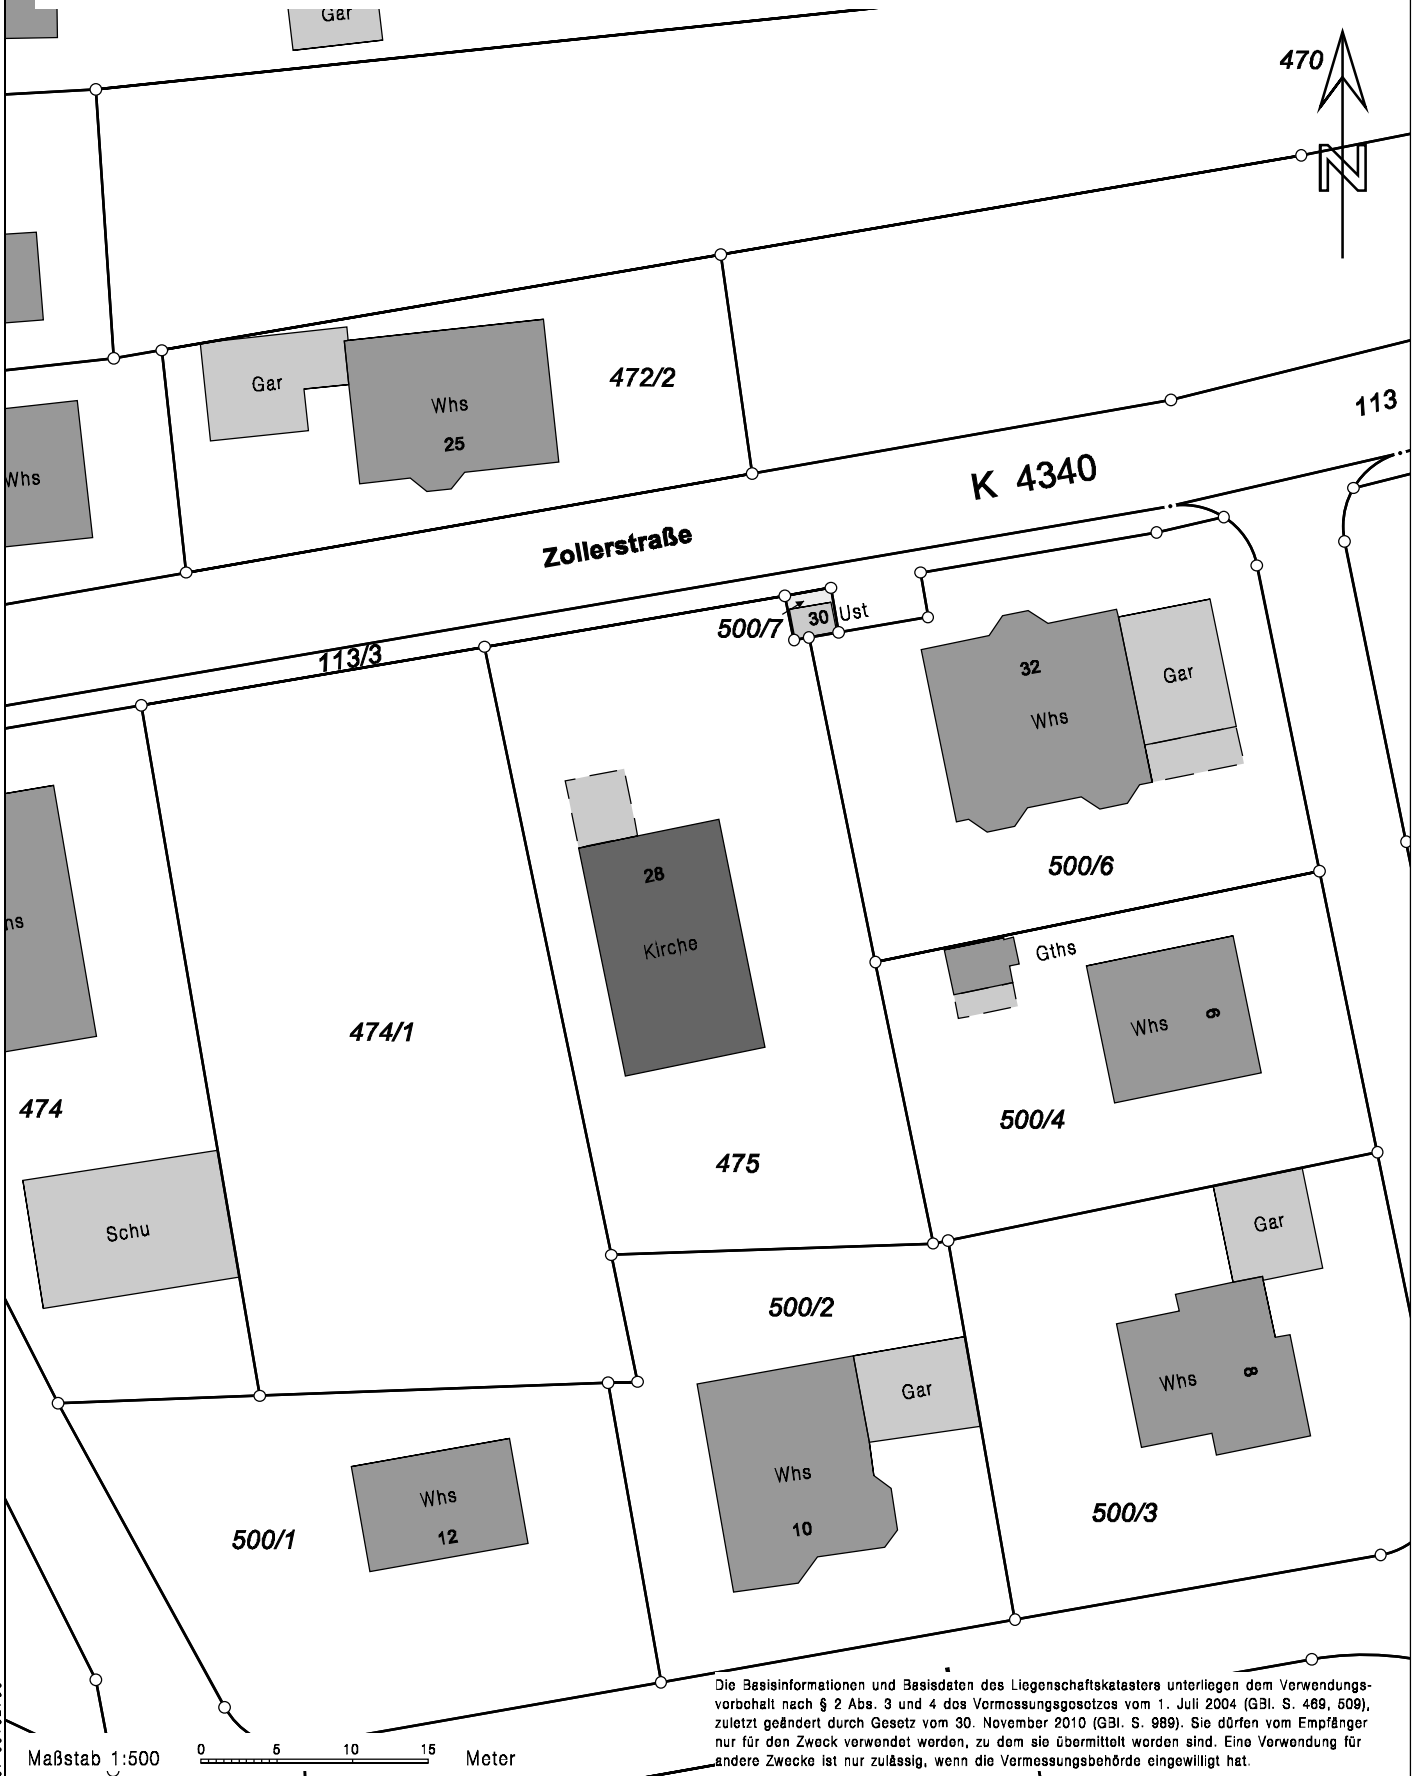 Gar
470
N
Gar
Whs
25
472/2
113
Whs
K 4340
Zollerstraße
500/7
30
Ust
113/3
32
Whs
Gar
28
Kirche
500/6
Gths
Whs
6
474/1
474
500/4
475
Schu
Gar
500/2
Whs
8
Gar
Whs
10
Whs
12
500/1
500/3
Die Basisinformationen und Basisdaten des Liegenschaftskatasters unterliegen dem Verwendungs-
vorbehalt nach § 2 Abs. 3 und 4 des Vermessungsgesetzes vom 1. Juli 2004 (GBl. S. 469, 509),
zuletzt geändert durch Gesetz vom 30. November 2010 (GBl. S. 989). Sie dürfen vom Empfänger
nur für den Zweck verwendet werden, zu dem sie übermittelt worden sind. Eine Verwendung für
andere Zwecke ist nur zulässig, wenn die Vermessungsbehörde eingewilligt hat.
Maßstab 1:500
0 5 10 15
Meter